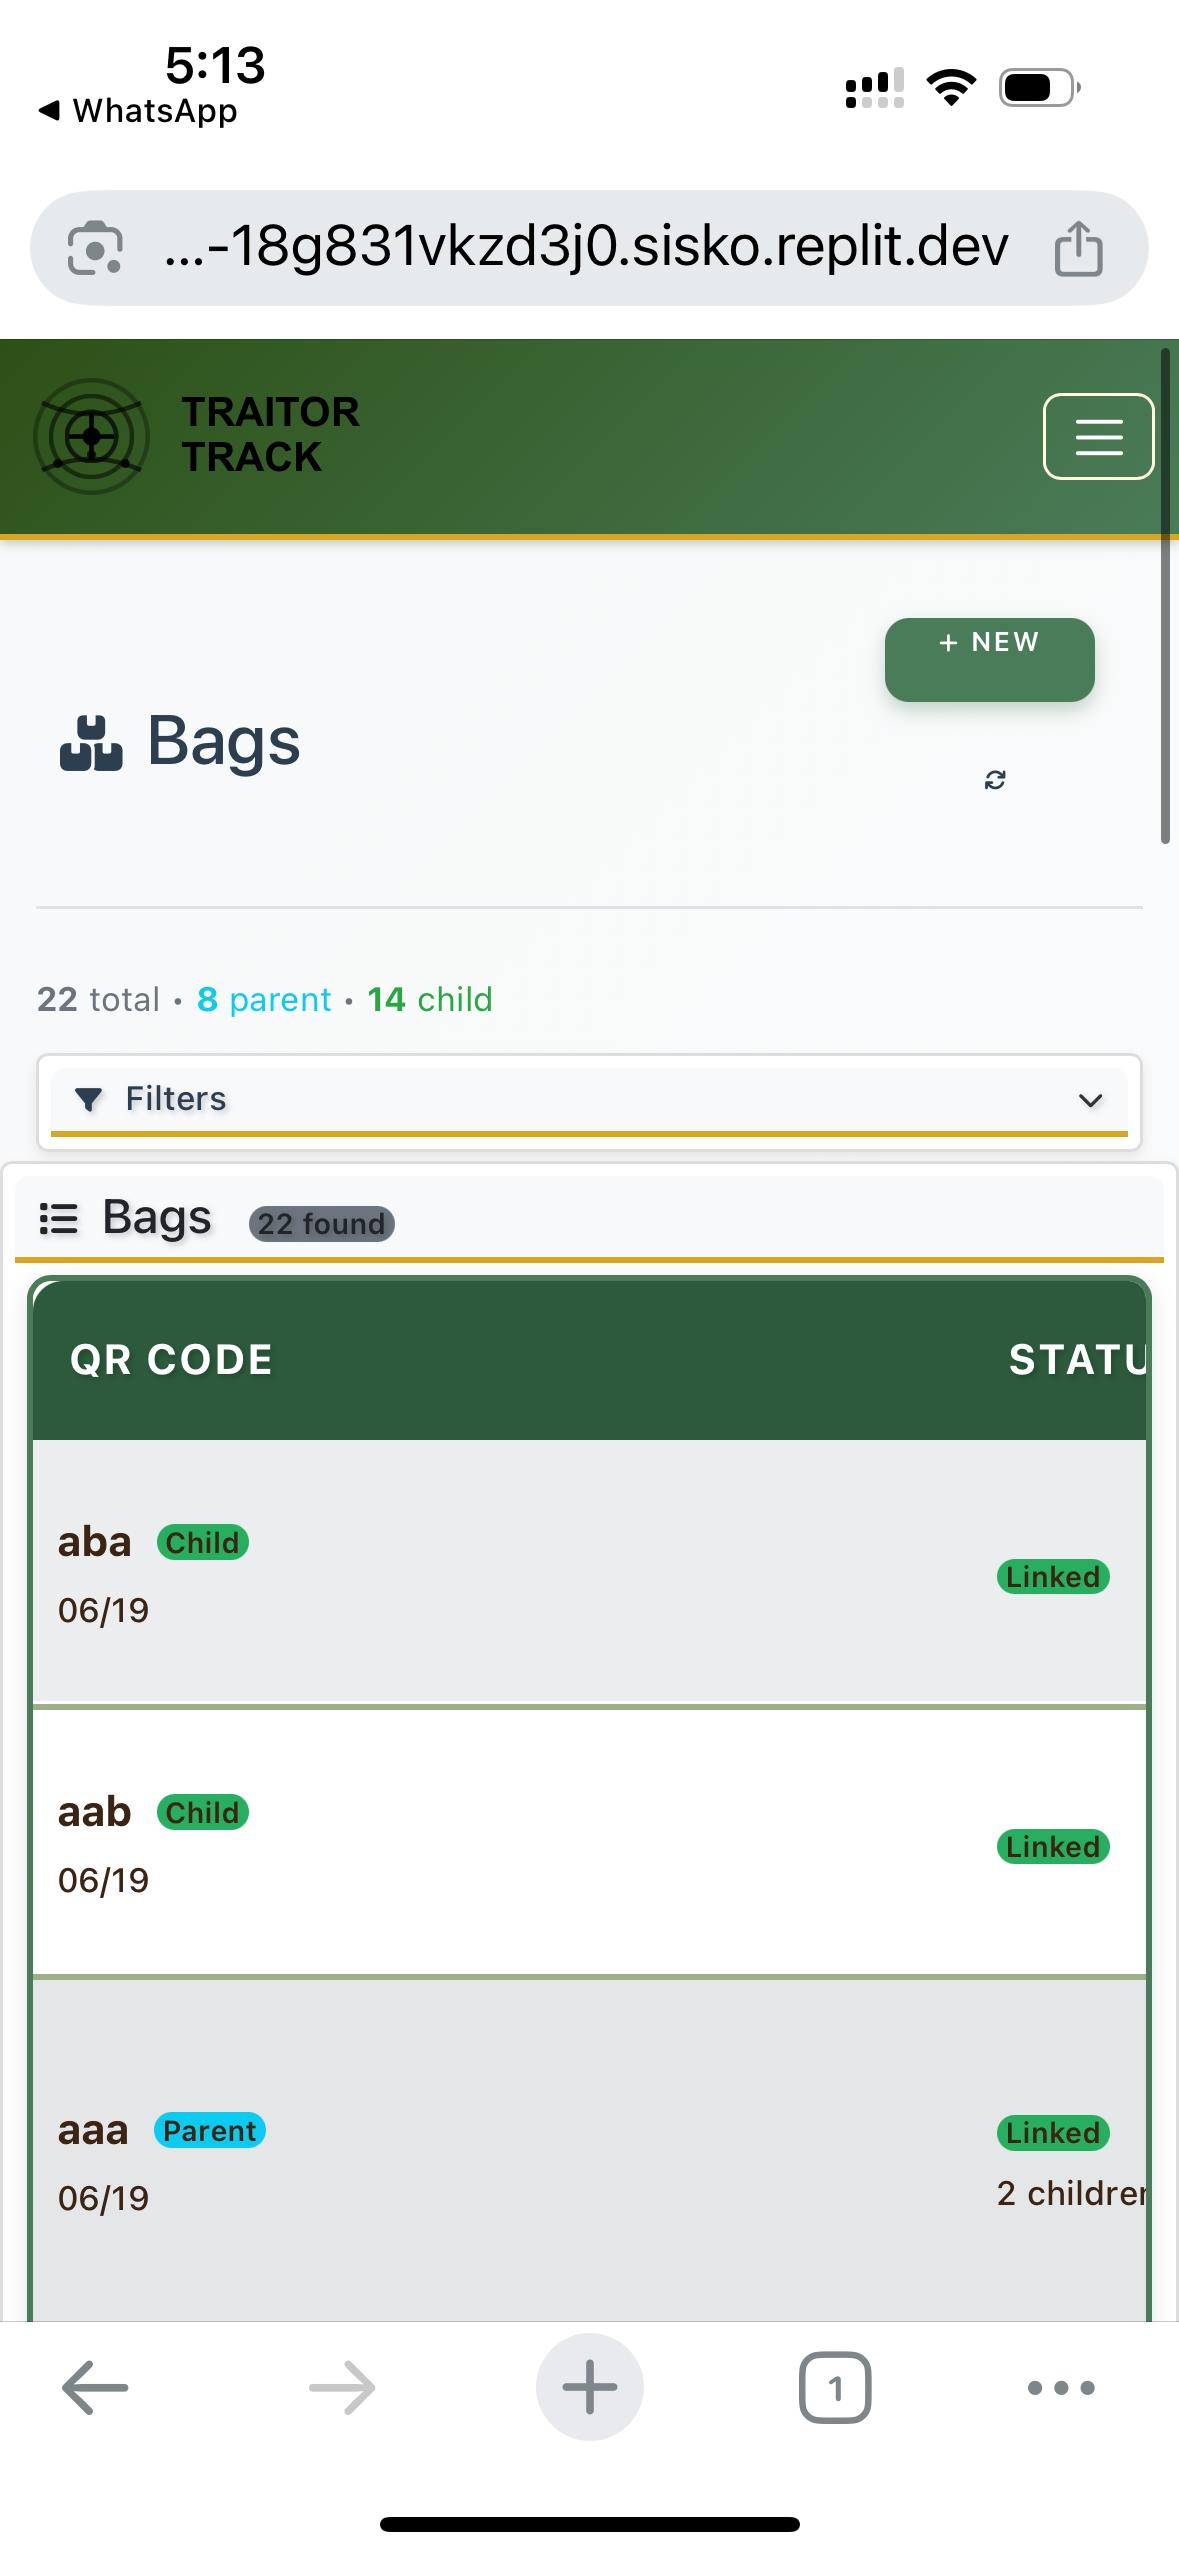 5:13
WhatsApp
...-18g831vkzd3j0.sisko.replit.dev
TRAITOR
TRACK
+ NEW
Bags
22 total • 8 parent • 14 child
Filters
Bags 22 found
QR CODE STATU
aba Child
Linked
06/19
aab Child
Linked
06/19
aaa Parent
Linked
06/19
2 children
1